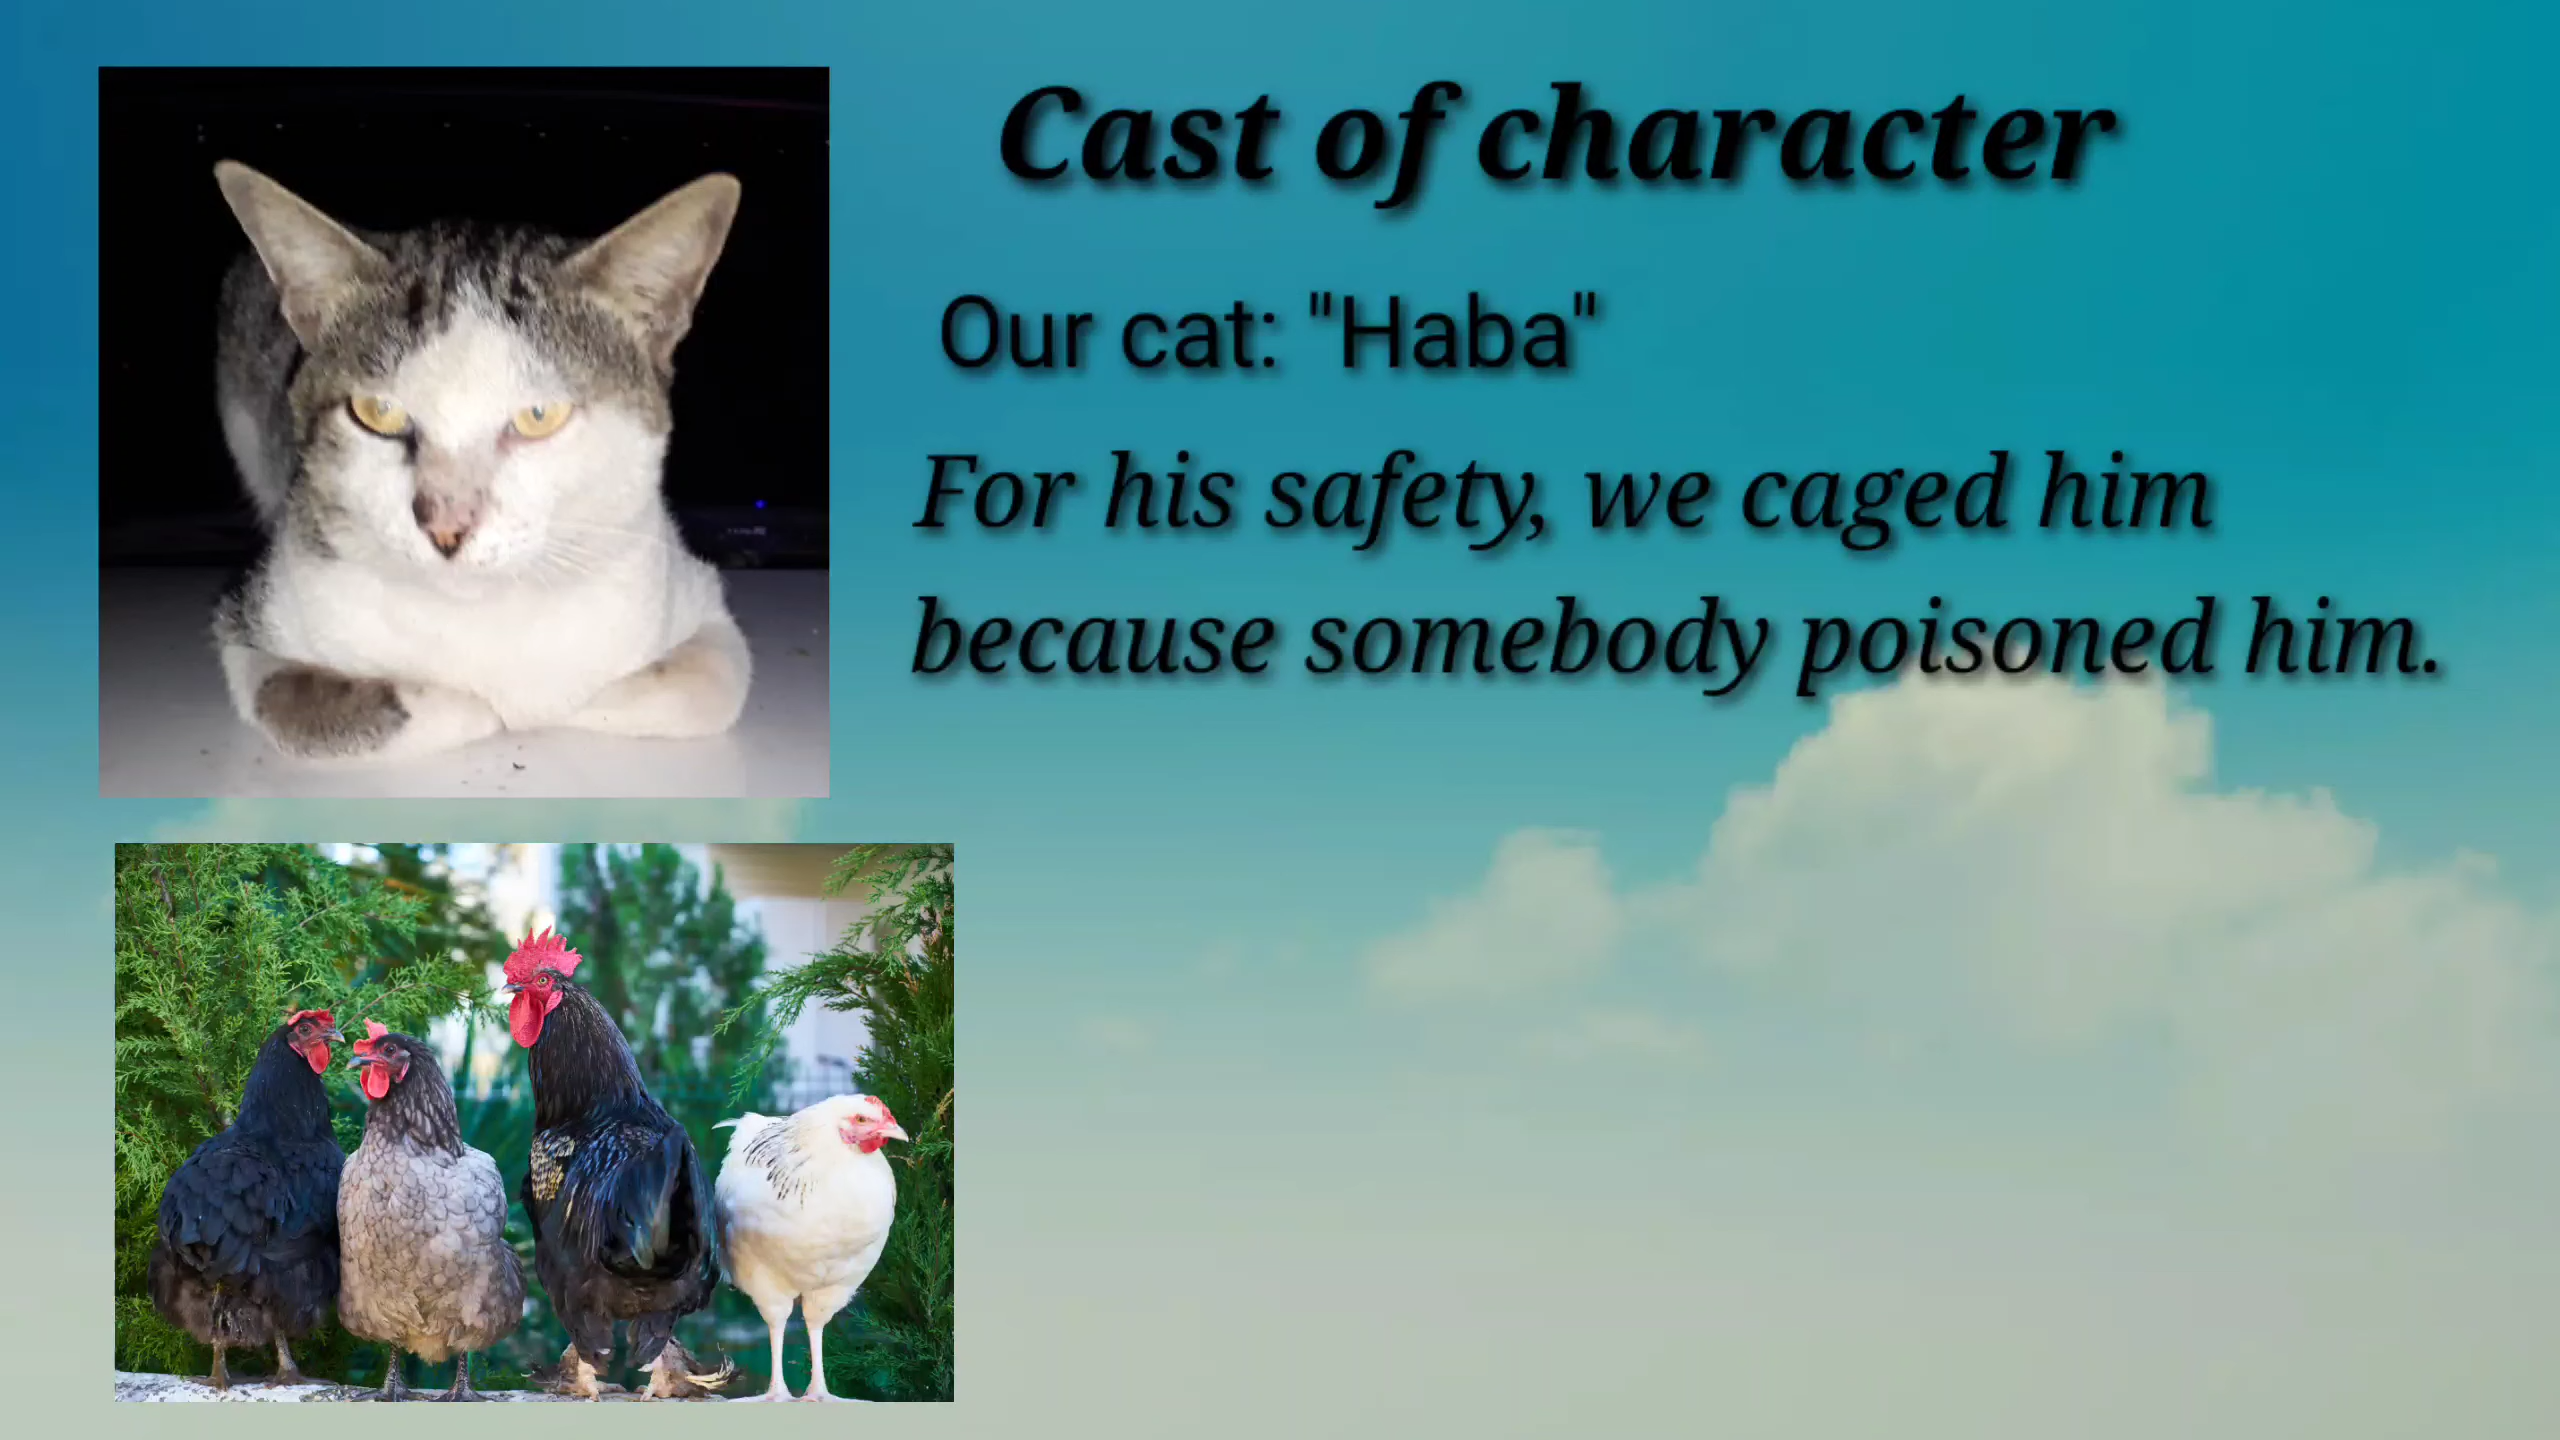 Cast of character
Our cat: "Haba"
For his safety, we caged him
because somebody poisoned him.